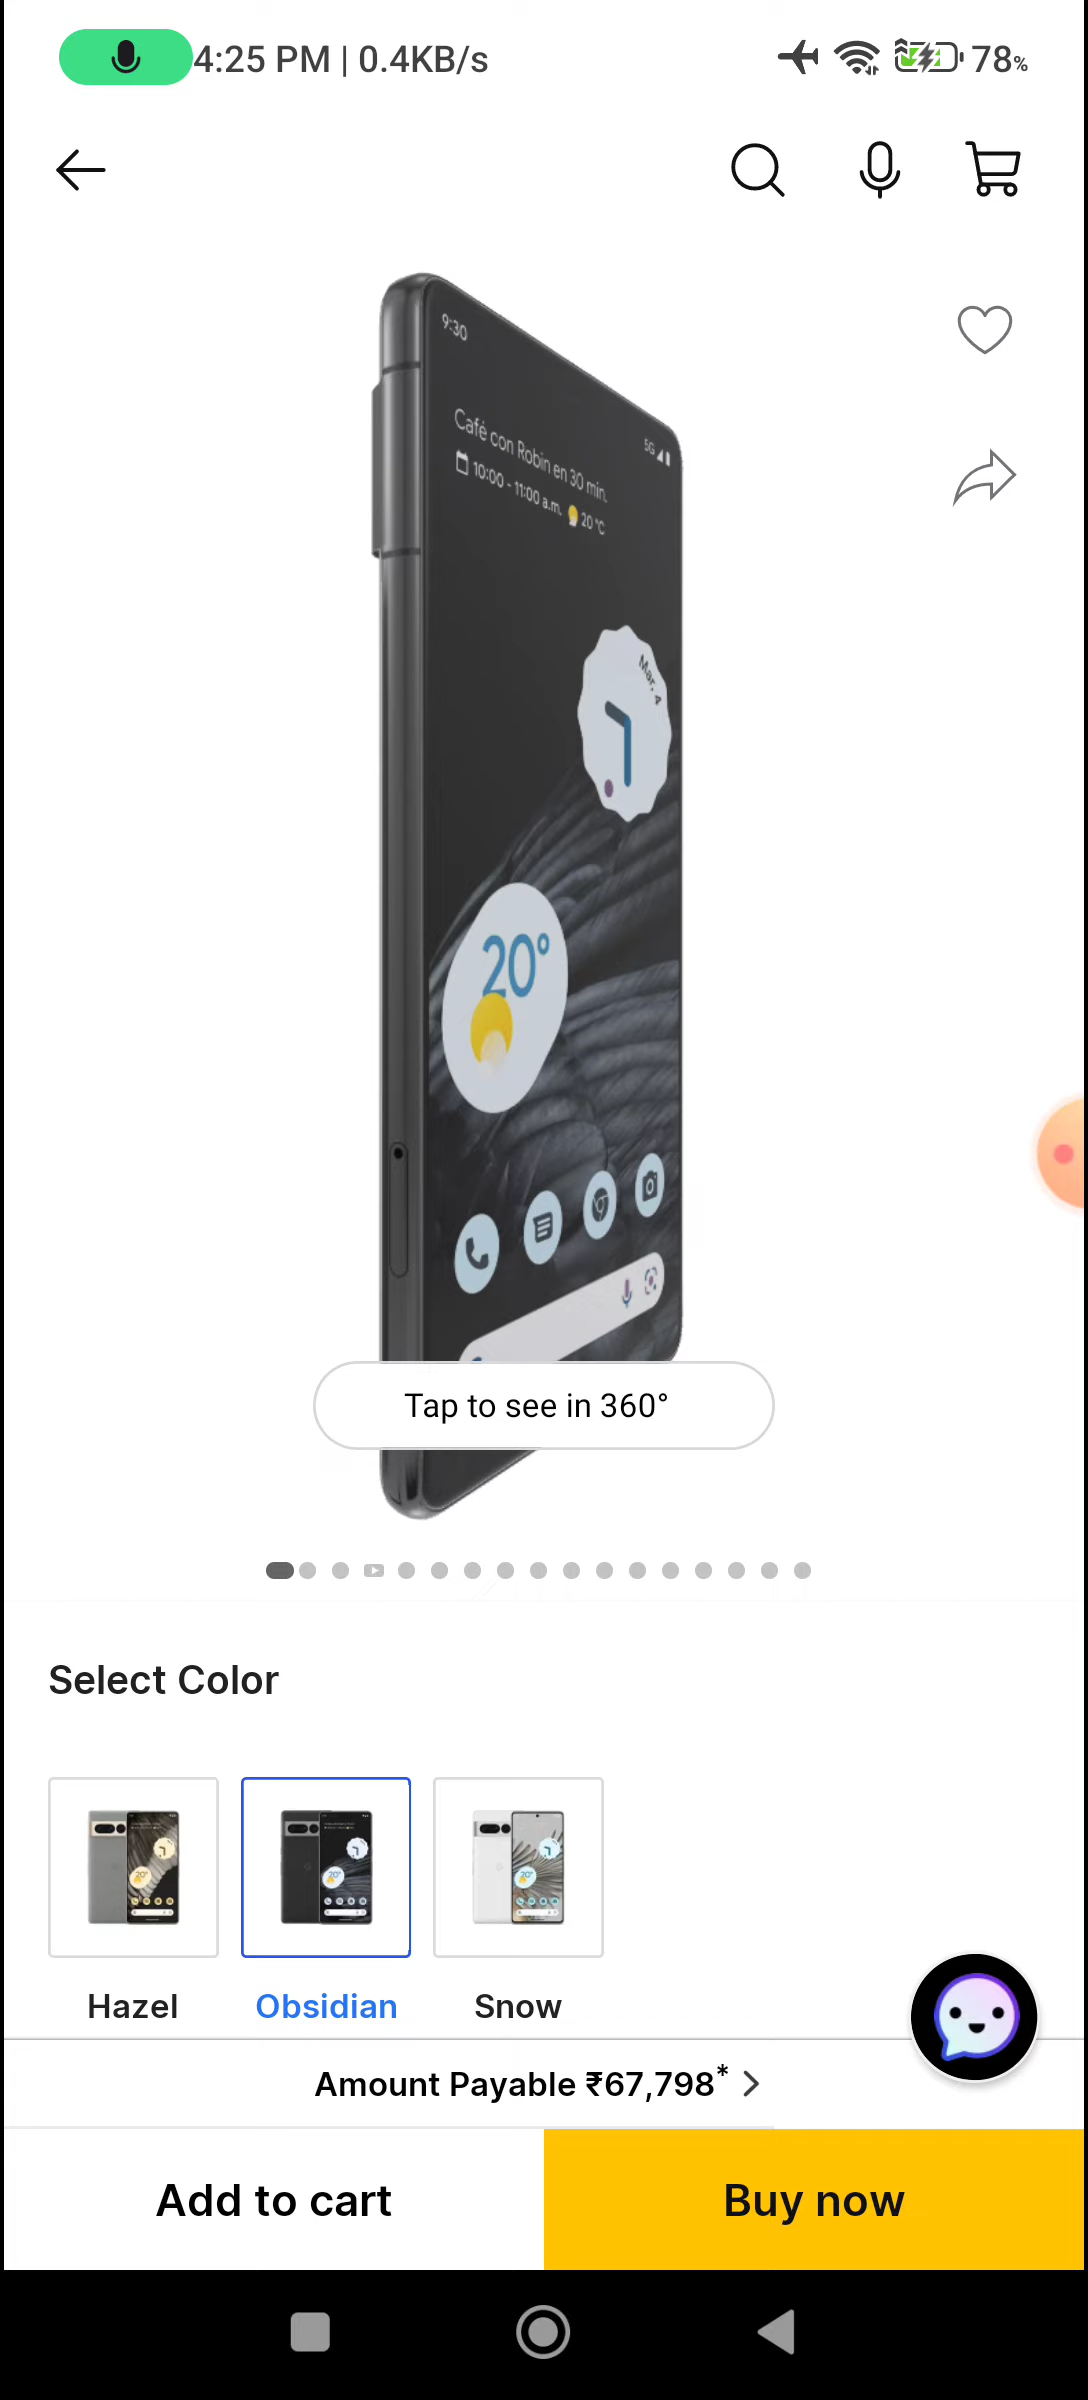 4:25 PM | 0.4KB/s
78%
9:30
5G
Café con Robin en 30 min.
10:00 - 11:00 a.m. 20 °C
Mar. 4
20°
Tap to see in 360°
Select Color
Hazel
Obsidian
Snow
Amount Payable ₹67,798*
Add to cart
Buy now